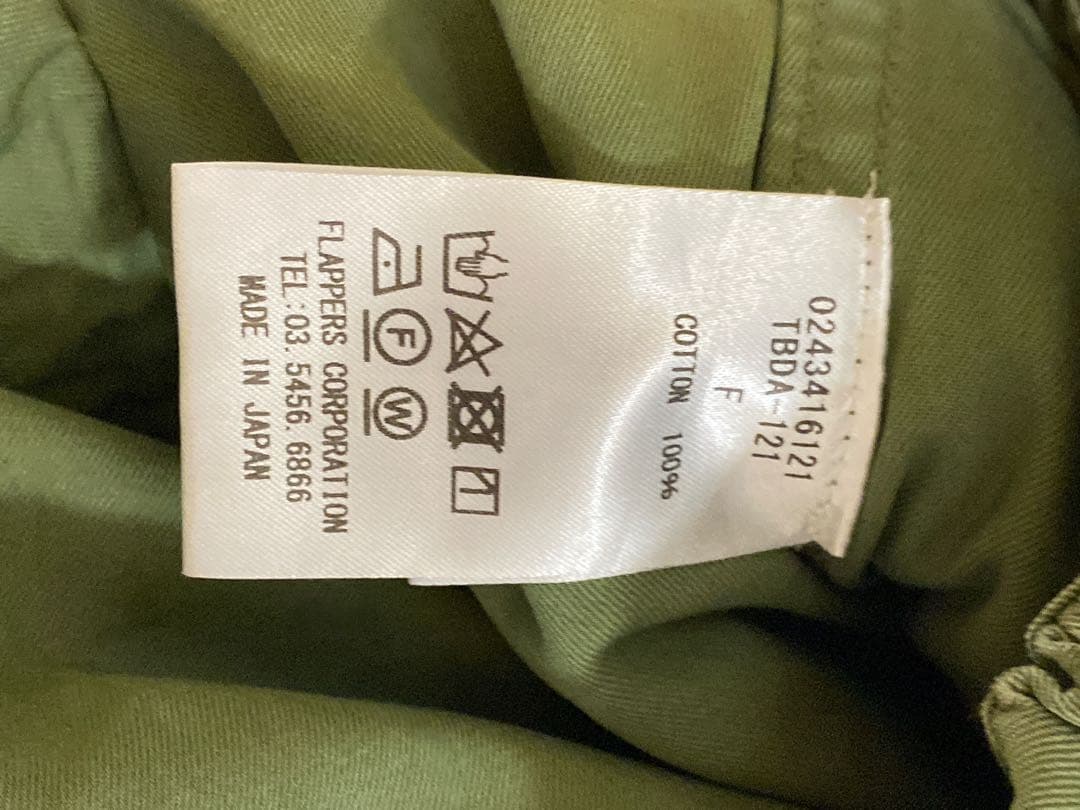 0243416121
TBDA-121
F
COTTON 100%
F W
FLAPPERS CORPORATION
TEL:03.5456.6866
MADE IN JAPAN